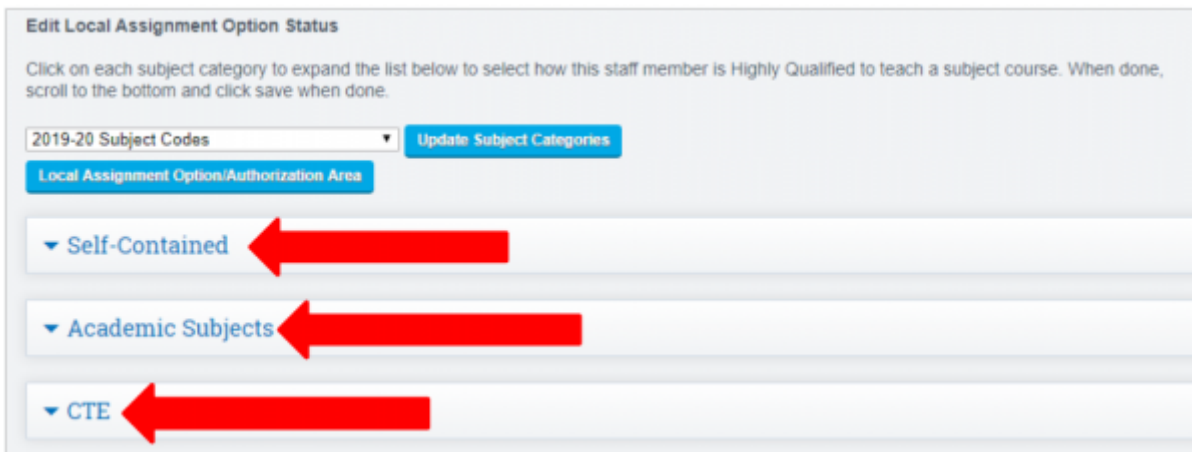 Edit Local Assignment Option Status
Click on each subject category to expand the list below to select how this staff member is Highly Qualified to teach a subject course. When done,
scroll to the bottom and click save when done.
2019-20 Subject Codes
Update Subject Categories
Local Assignment Option/Authorization Area
Self-Contained
Academic Subjects
CTE